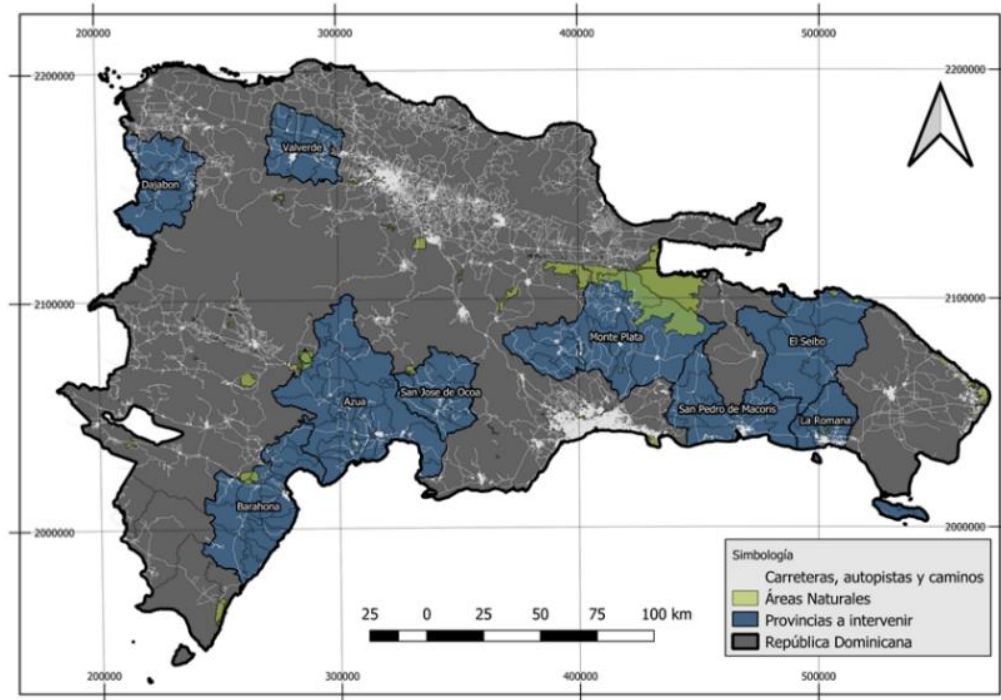 200000 300000 400000 500000
2200000 2200000
Valverde
Dajabon
2100000 2100000
Monte Plata
El Seibo
San Jose de Ocoa
Azua
San Pedro de Macoris
La Romana
Barahona
2000000 2000000
Simbología
Carreteras, autopistas y caminos
Áreas Naturales
Provincias a intervenir
República Dominicana
25 0 25 50 75 100 km
200000 300000 400000 500000